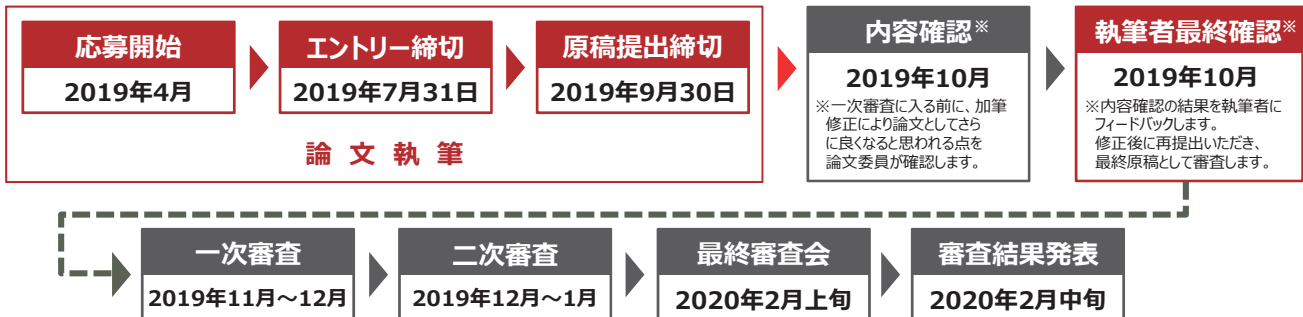 応募開始
2019年4月
エントリー締切
2019年7月31日
原稿提出締切
2019年9月30日
論文執筆
内容確認※
2019年10月
※一次審査に入る前に、加筆
修正により論文としてさら
に良くなると思われる点を
論文委員が確認します。
執筆者最終確認※
2019年10月
※内容確認の結果を執筆者に
フィードバックします。
修正後に再提出いただき、
最終原稿として審査します。
一次審査
2019年11月～12月
二次審査
2019年12月～1月
最終審査会
2020年2月上旬
審査結果発表
2020年2月中旬